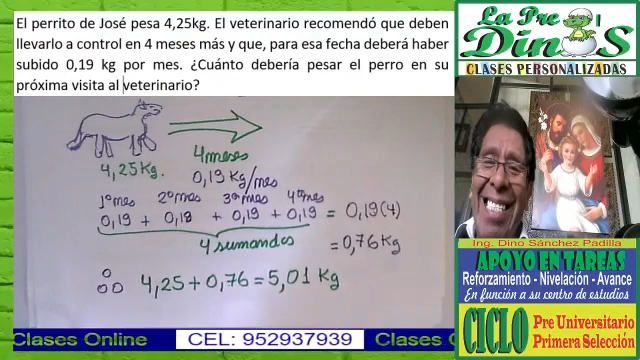 El perrito de José pesa 4,25kg. El veterinario recomendó que deben
llevarlo a control en 4 meses más y que, para esa fecha deberá haber
subido 0,19 kg por mes. ¿Cuánto debería pesar el perro en su
próxima visita al veterinario?
4,25 Kg.
4 meses
0,19 Kg/mes
1º mes 2º mes 3º mes 4º mes
0,19 + 0,19 + 0,19 + 0,19 = 0,19(4)
4 sumandos
= 0,76 Kg
4,25 + 0,76 = 5,01 Kg
Clases Online
CEL: 952937939
Clases
La Pre
DinoS
CLASES PERSONALIZADAS
Ing. Dino Sánchez Padilla
APOYO EN TAREAS
Reforzamiento - Nivelación - Avance
En función a su centro de estudios
CICLO
Pre Universitario
Primera Selección